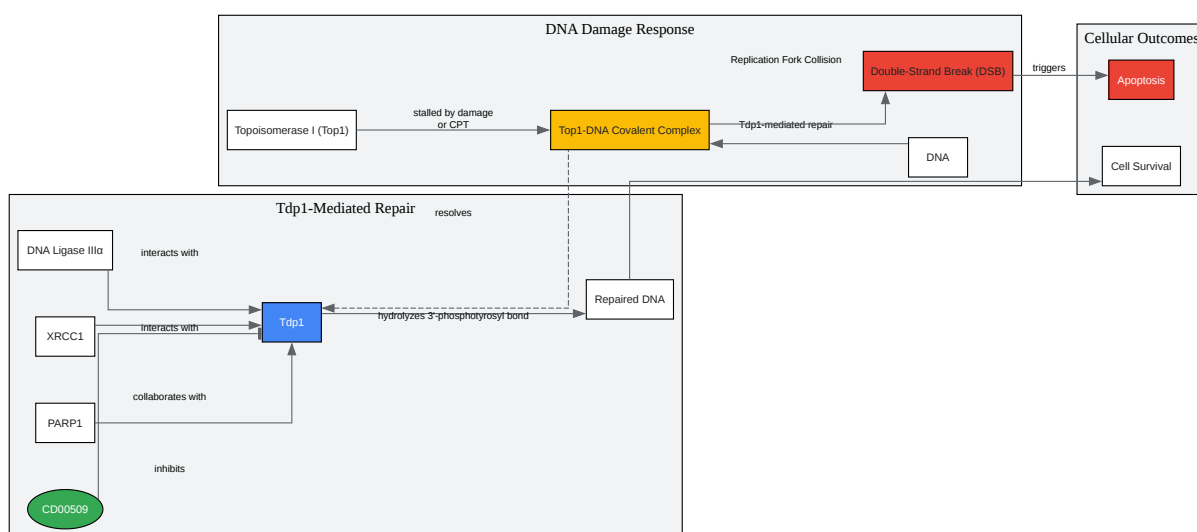 DNA Damage Response
Cellular Outcomes
Replication Fork Collision
Double-Strand Break (DSB)
triggers
Apoptosis
stalled by damage
or CPT
Topoisomerase I (Top1)
Top1-DNA Covalent Complex
Tdp1-mediated repair
DNA
Cell Survival
Tdp1-Mediated Repair
resolves
DNA Ligase IIIα
interacts with
Repaired DNA
hydrolyzes 3'-phosphotyrosyl bond
Tdp1
interacts with
XRCC1
collaborates with
PARP1
inhibits
CD00509